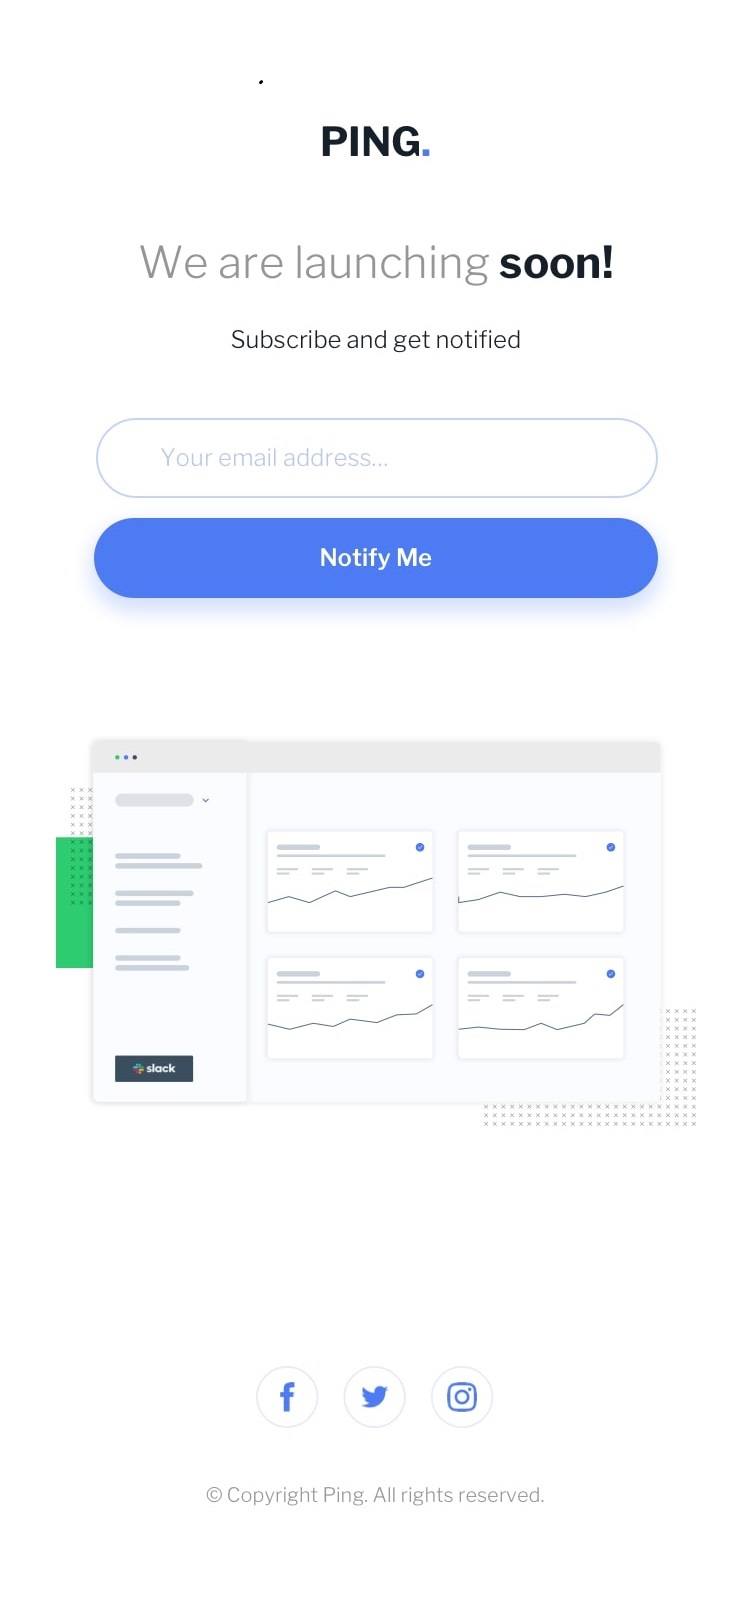 PING.
We are launching soon!
Subscribe and get notified
Your email address...
Notify Me
slack
© Copyright Ping. All rights reserved.